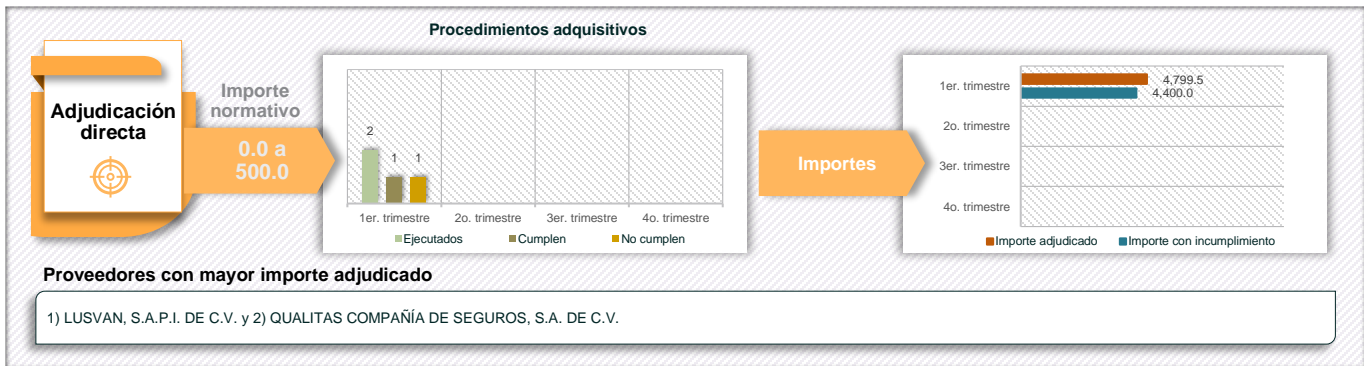 Procedimientos adquisitivos
Adjudicación
directa
Importe
normativo
0.0 a
500.0
2
1
1
1er. trimestre
2o. trimestre
3er. trimestre
4o. trimestre
Ejecutados
Cumplen
No cumplen
Importes
1er. trimestre
4,799.5
4,400.0
2o. trimestre
3er. trimestre
4o. trimestre
Importe adjudicado
Importe con incumplimiento
Proveedores con mayor importe adjudicado
1) LUSVAN, S.A.P.I. DE C.V. y 2) QUALITAS COMPAÑÍA DE SEGUROS, S.A. DE C.V.